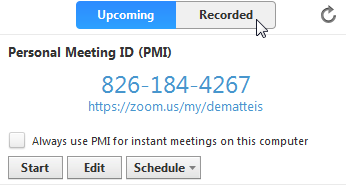 Upcoming Recorded
Personal Meeting ID (PMI)
826-184-4267
https://zoom.us/my/dematteis
Always use PMI for instant meetings on this computer
Start Edit Schedule